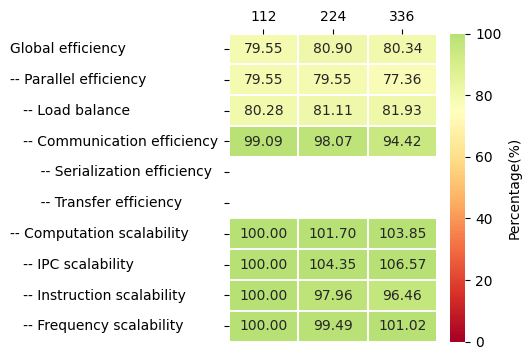 112 224 336
Global efficiency 79.55 80.90 80.34
-- Parallel efficiency 79.55 79.55 77.36
-- Load balance 80.28 81.11 81.93
-- Communication efficiency 99.09 98.07 94.42
-- Serialization efficiency
-- Transfer efficiency
-- Computation scalability 100.00 101.70 103.85
-- IPC scalability 100.00 104.35 106.57
-- Instruction scalability 100.00 97.96 96.46
-- Frequency scalability 100.00 99.49 101.02
100
80
60
40
20
0
Percentage(%)